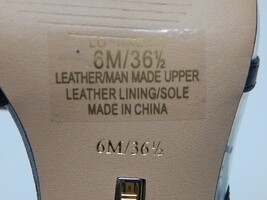 6M/36½
LEATHER/MAN MADE UPPER
LEATHER LINING/SOLE
MADE IN CHINA
6M/36½